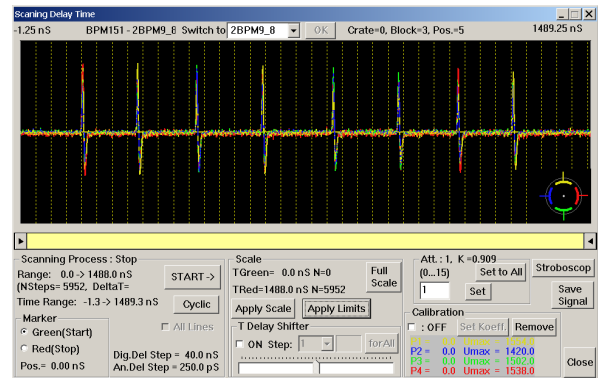 Scaning Delay Time
-1.25 nS BPM151 - 2BPM9_8 Switch to 2BPM9_8 OK Crate=0, Block=3, Pos.=5 1489.25 nS
Scanning Process : Stop
Range: 0.0 -> 1488.0 nS
(NSteps= 5952, DeltaT=
START ->
Time Range: -1.3-> 1489.3 nS
Cyclic
Marker
Green(Start)
Red(Stop)
Pos.= 0.00 nS
All Lines
Dig.Del Step = 40.0 nS
An.Del Step = 250.0 pS
Scale
TGreen= 0.0 nS N=0
TRed=1488.0 nS N=5952
Full
Scale
Apply Scale Apply Limits
T Delay Shifter
ON Step: 1 forAll
Att. : 1, K =0.909
(0...15) Set to All
1 Set
Stroboscop
Save
Signal
Calibration
: OFF Set Koeff. Remove
P2 = 0.0 Umax = 1420.0
P3 = 0.0 Umax = 1502.0
P4 = 0.0 Umax = 1538.0
Close